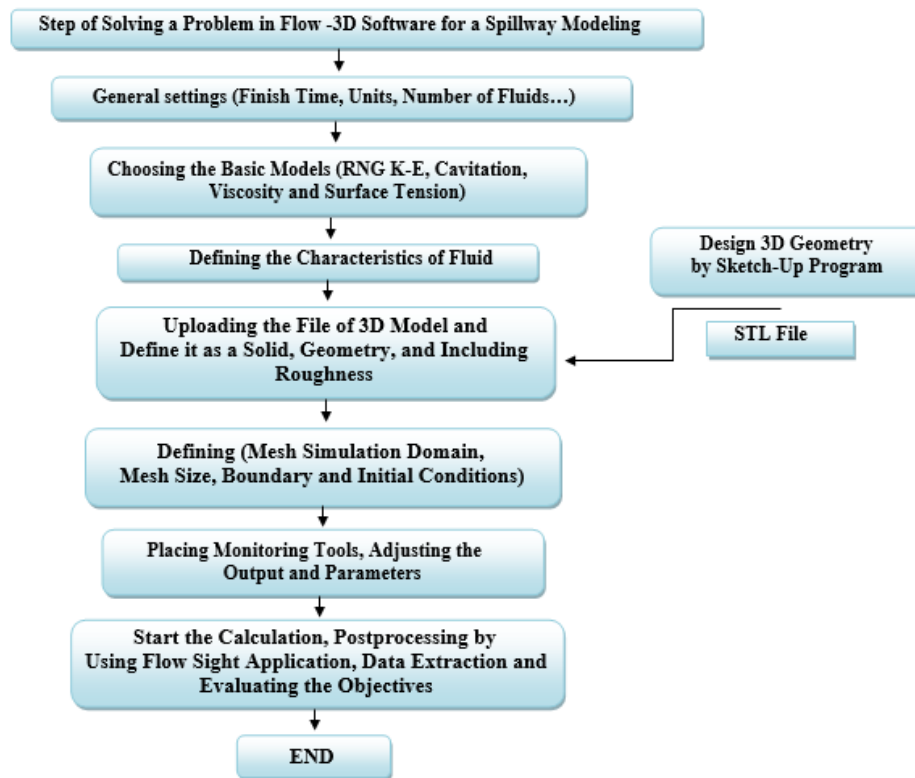 Step of Solving a Problem in Flow -3D Software for a Spillway Modeling
General settings (Finish Time, Units, Number of Fluids…)
Choosing the Basic Models (RNG K-E, Cavitation,
Viscosity and Surface Tension)
Defining the Characteristics of Fluid
Design 3D Geometry
by Sketch-Up Program
STL File
Uploading the File of 3D Model and
Define it as a Solid, Geometry, and Including
Roughness
Defining (Mesh Simulation Domain,
Mesh Size, Boundary and Initial Conditions)
Placing Monitoring Tools, Adjusting the
Output and Parameters
Start the Calculation, Postprocessing by
Using Flow Sight Application, Data Extraction and
Evaluating the Objectives
END